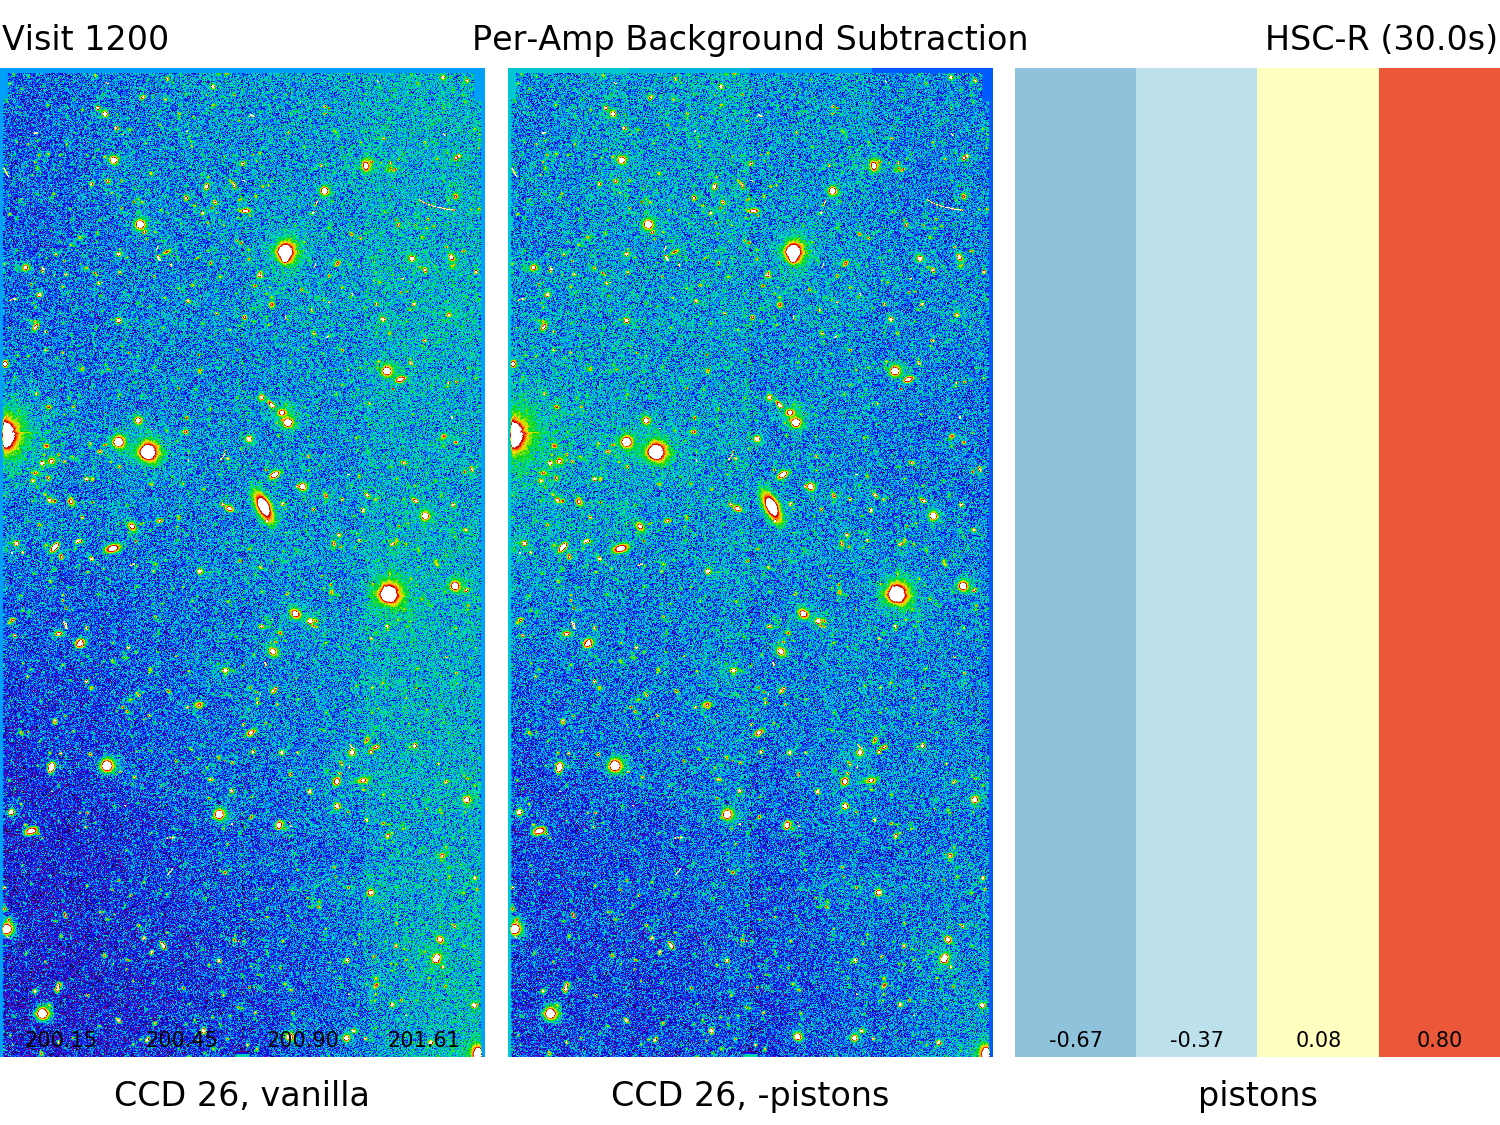 Visit 1200 Per-Amp Background Subtraction HSC-R (30.0s)
200.15 200.45 200.90 201.61 -0.67 -0.37 0.08 0.80
CCD 26, vanilla CCD 26, -pistons pistons